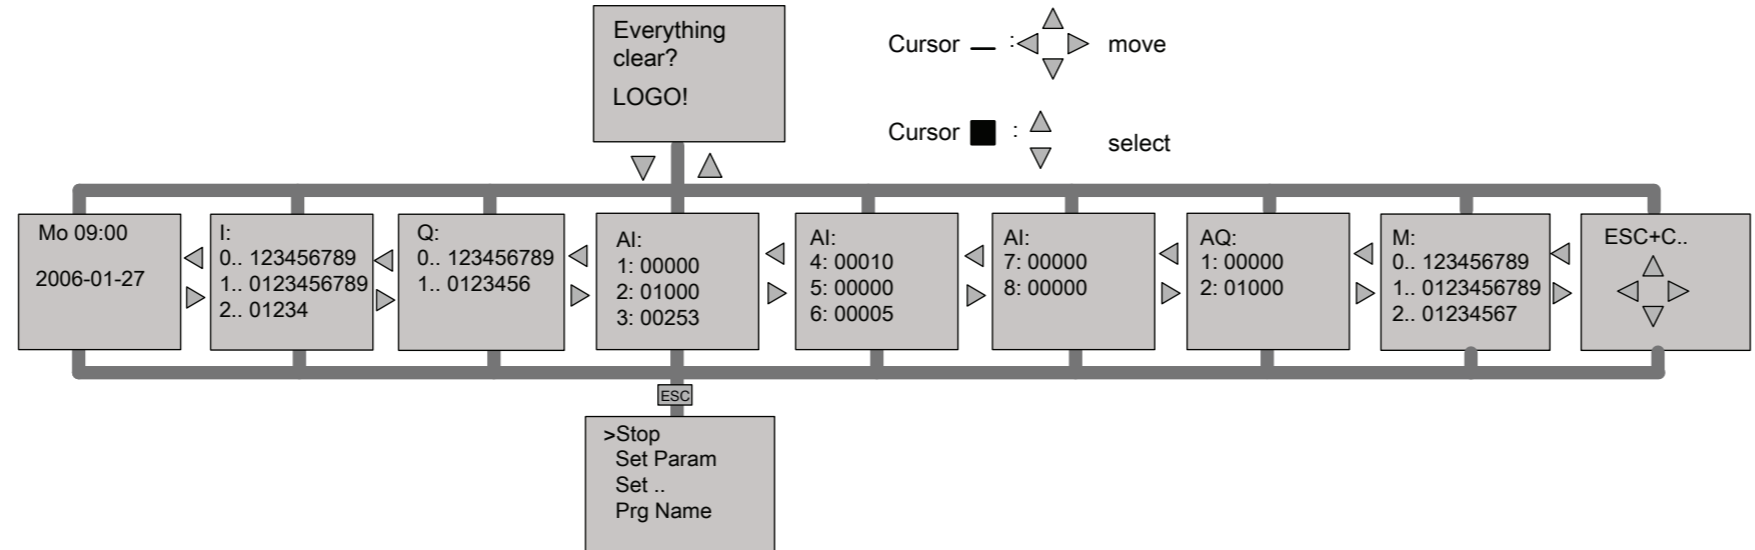 Everything
clear?
LOGO!
Cursor _ : move
Cursor ■ : select
Mo 09:00
2006-01-27
I:
0.. 123456789
1.. 0123456789
2.. 01234
Q:
0.. 123456789
1.. 0123456
AI:
1: 00000
2: 01000
3: 00253
AI:
4: 00010
5: 00000
6: 00005
AI:
7: 00000
8: 00000
AQ:
1: 00000
2: 01000
M:
0.. 123456789
1.. 0123456789
2.. 01234567
ESC+C..
ESC
>Stop
Set Param
Set ..
Prg Name